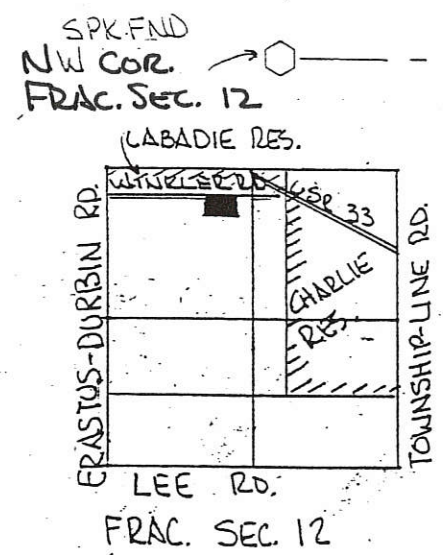 SPK. FND
NW COR.
FRAC. SEC. 12
LABADIE RES.
WINKLER RD
ERASTUS-DURBIN RD.
33
CHARLIE
RES.
TOWNSHIP-LINE RD.
LEE RD.
FRAC. SEC. 12